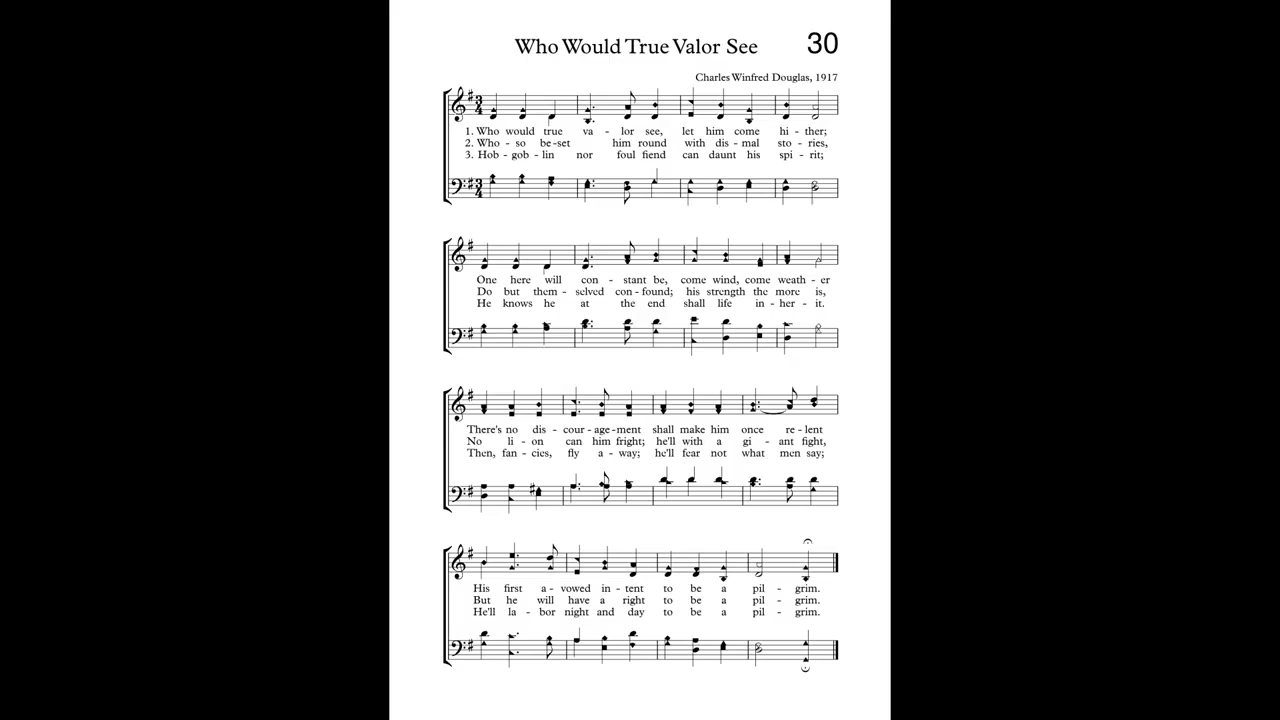 Who Would True Valor See
30
Charles Winfred Douglas, 1917
3
4
1. Who would true va - lor see, let him come hi - ther;
2. Who - so be - set him round with dis - mal sto - ries,
3. Hob - gob - lin nor foul fiend can daunt his spi - rit;
3
4
One here will con - stant be, come wind, come weath - er
Do but them - selved con - found; his strength the more is,
He knows he at the end shall life in - her - it.
There's no dis - cour - age - ment shall make him once re - lent
No li - on can him fright; he'll with a gi - ant fight,
Then, fan - cies, fly a - way; he'll fear not what men say;
His first a - vowed in - tent to be a pil - grim.
But he will have a right to be a pil - grim.
He'll la - bor night and day to be a pil - grim.